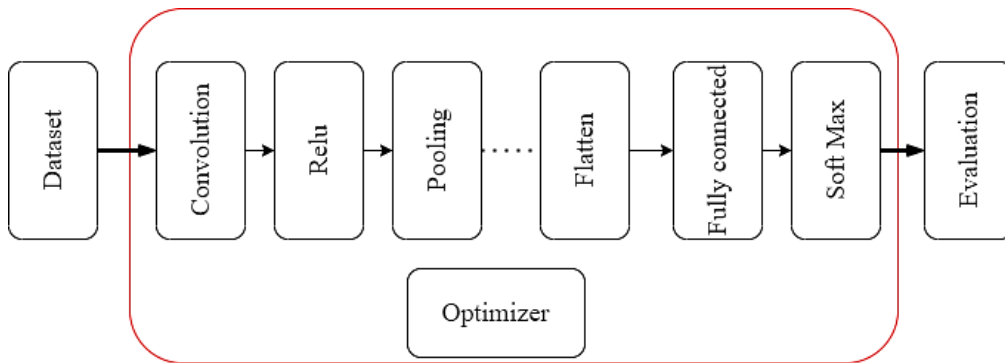 Dataset
Convolution
Relu
Pooling
Flatten
Fully connected
Soft Max
Evaluation
Optimizer